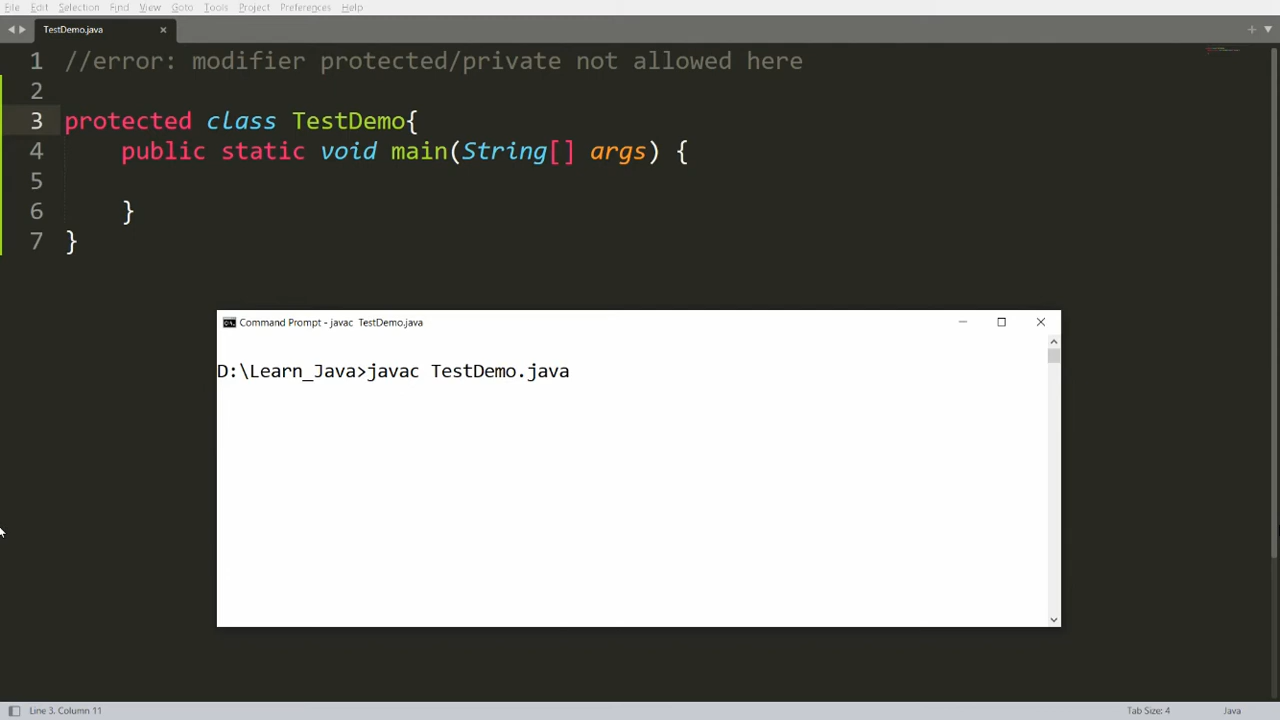 File Edit Selection Find View Goto Tools Project Preferences Help
TestDemo.java
1 //error: modifier protected/private not allowed here
2
3 protected class TestDemo{
4 public static void main(String[] args) {
5
6 }
7 }
Command Prompt - javac TestDemo.java
D:\Learn_Java>javac TestDemo.java
Line 3, Column 11 Tab Size: 4 Java